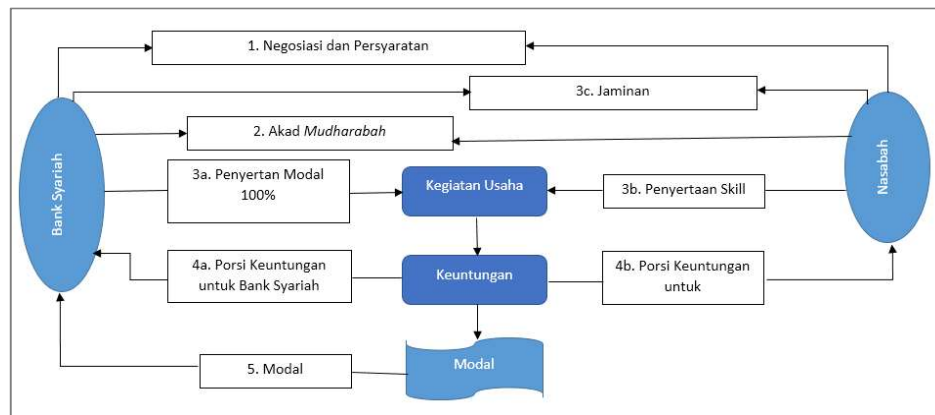 1. Negosiasi dan Persyaratan
3c. Jaminan
2. Akad Mudharabah
Bank Syariah
Nasabah
3a. Penyertan Modal
100%
Kegiatan Usaha
3b. Penyertaan Skill
4a. Porsi Keuntungan
untuk Bank Syariah
Keuntungan
4b. Porsi Keuntungan
untuk
5. Modal
Modal